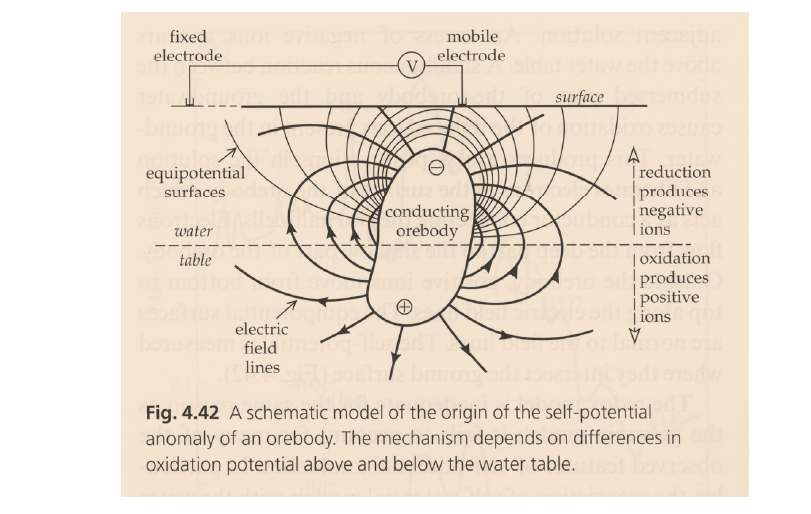 fixed
electrode
mobile
electrode
V
surface
equipotential
surfaces
−
conducting
orebody
reduction
produces
negative
ions
water
table
oxidation
produces
positive
ions
+
electric
field
lines
Fig. 4.42 A schematic model of the origin of the self-potential
anomaly of an orebody. The mechanism depends on differences in
oxidation potential above and below the water table.